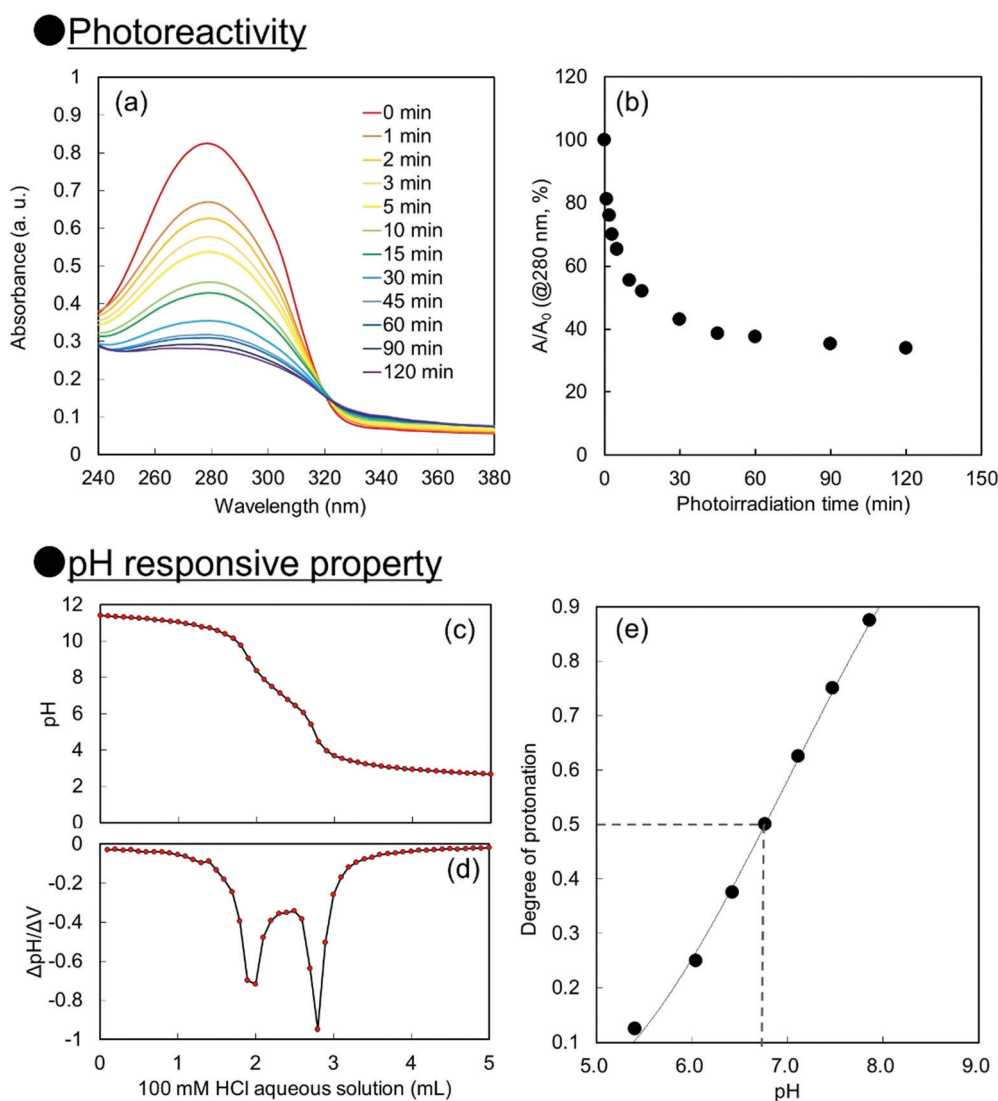 ●Photoreactivity
(a)
1
0.9
0.8
0.7
0.6
0.5
0.4
0.3
0.2
0.1
0
Absorbance (a. u.)
0 min
1 min
2 min
3 min
5 min
10 min
15 min
30 min
45 min
60 min
90 min
120 min
240 260 280 300 320 340 360 380
Wavelength (nm)
(b)
120
100
80
60
40
20
0
A/A₀ (@280 nm, %)
0 30 60 90 120 150
Photoirradiation time (min)
●pH responsive property
(c)
12
10
8
6
4
2
0
pH
(d)
0
-0.2
-0.4
-0.6
-0.8
-1
ΔpH/ΔV
0 1 2 3 4 5
100 mM HCl aqueous solution (mL)
(e)
0.9
0.8
0.7
0.6
0.5
0.4
0.3
0.2
0.1
Degree of protonation
5.0 6.0 7.0 8.0 9.0
pH